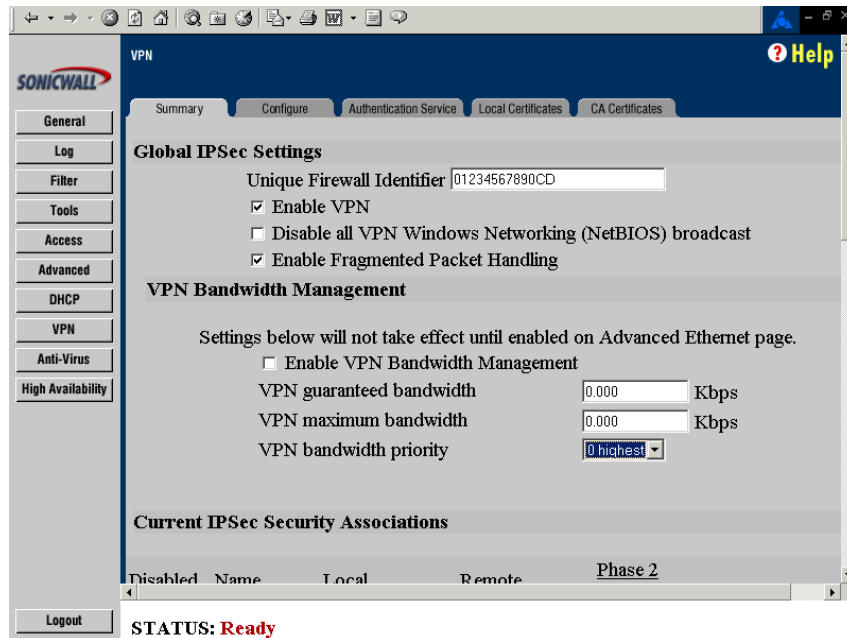 VPN
Help
SONICWALL
Summary
Configure
Authentication Service
Local Certificates
CA Certificates
General
Log
Filter
Tools
Access
Advanced
DHCP
VPN
Anti-Virus
High Availability
Logout
Global IPSec Settings
Unique Firewall Identifier 01234567890CD
Enable VPN
Disable all VPN Windows Networking (NetBIOS) broadcast
Enable Fragmented Packet Handling
VPN Bandwidth Management
Settings below will not take effect until enabled on Advanced Ethernet page.
Enable VPN Bandwidth Management
VPN guaranteed bandwidth 0.000 Kbps
VPN maximum bandwidth 0.000 Kbps
VPN bandwidth priority 0 highest
Current IPSec Security Associations
Phase 2
Disabled Name Local Remote
STATUS: Ready